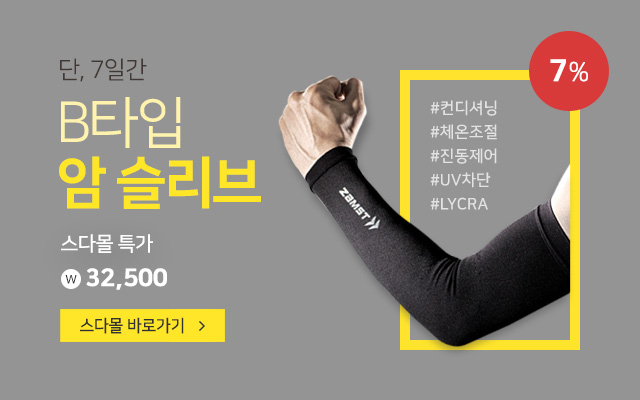 단, 7일간
B타입
암 슬리브
스다몰 특가
W 32,500
스다몰 바로가기 >
7%
#컨디셔닝
#체온조절
#진동제어
#UV차단
#LYCRA
ZAMST